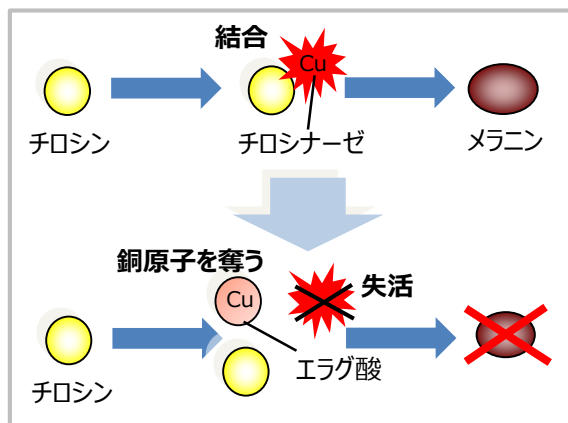 結合
Cu
チロシン
チロシナーゼ
メラニン
銅原子を奪う
Cu
失活
エラグ酸
チロシン